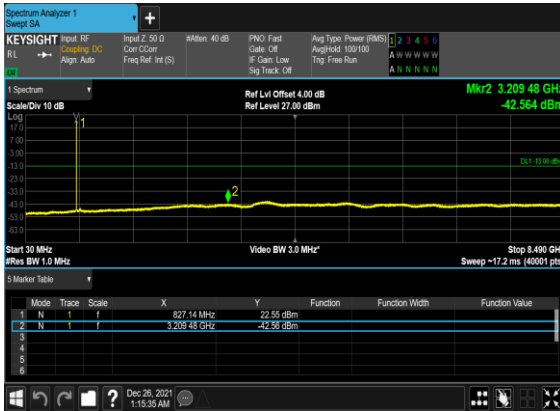 Spectrum Analyzer 1
Swept SA
+
KEYSIGHT Input: RF Input Z: 50 Ω #Atten: 40 dB PNO: Fast Avg Type: Power (RMS) 1 2 3 4 5 6
RL Coupling: DC Corr CCorr Gate: Off Avg|Hold: 100/100 A W W W W W
Align: Auto Freq Ref: Int (S) IF Gain: Low Trig: Free Run
Sig Track: Off A N N N N N
1 Spectrum Ref Lvl Offset 4.00 dB Mkr2 3.209 48 GHz
Scale/Div 10 dB Ref Level 27.00 dBm -42.564 dBm
Log
17.0
7.00
-3.00
-13.0 DL1 -13.00 dBm
-23.0
-33.0
-43.0
-53.0
-63.0
1
2
Start 30 MHz Video BW 3.0 MHz* Stop 8.490 GH
#Res BW 1.0 MHz Sweep ~17.2 ms (40001 pts
5 Marker Table
Mode Trace Scale X Y Function Function Width Function Value
1 N 1 f 827.14 MHz 22.55 dBm
2 N 1 f 3.209 48 GHz -42.56 dBm
3
4
5
6
? Dec 26, 2021
1:15:35 AM